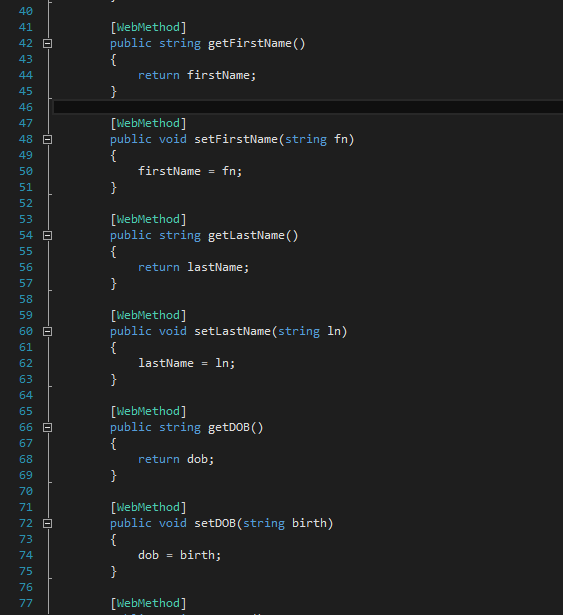 40
41 [WebMethod]
42 public string getFirstName()
43 {
44 return firstName;
45 }
46
47 [WebMethod]
48 public void setFirstName(string fn)
49 {
50 firstName = fn;
51 }
52
53 [WebMethod]
54 public string getLastName()
55 {
56 return lastName;
57 }
58
59 [WebMethod]
60 public void setLastName(string ln)
61 {
62 lastName = ln;
63 }
64
65 [WebMethod]
66 public string getDOB()
67 {
68 return dob;
69 }
70
71 [WebMethod]
72 public void setDOB(string birth)
73 {
74 dob = birth;
75 }
76
77 [WebMethod]